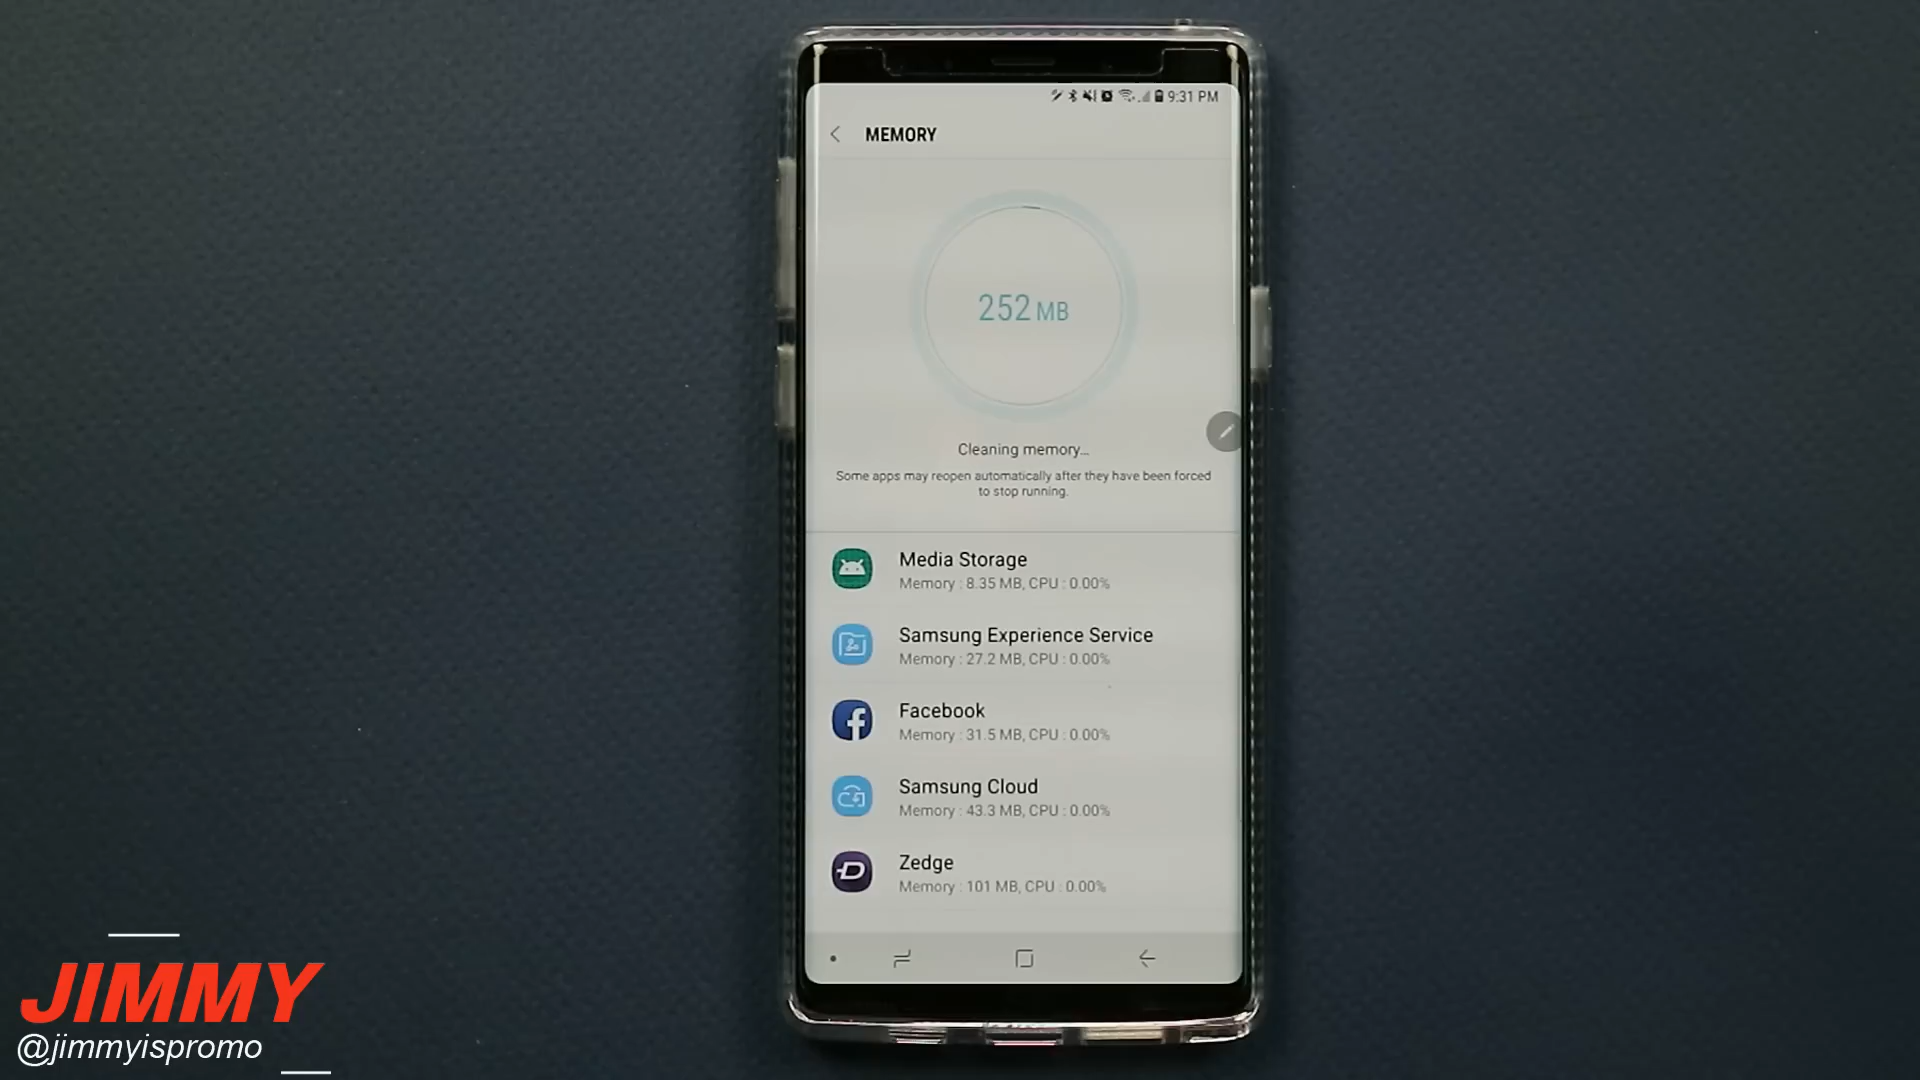 9:31 PM
MEMORY
252 MB
Cleaning memory...
Some apps may reopen automatically after they have been forced
to stop running.
Media Storage
Memory : 8.35 MB, CPU : 0.00%
Samsung Experience Service
Memory : 27.2 MB, CPU : 0.00%
Facebook
Memory : 31.5 MB, CPU : 0.00%
Samsung Cloud
Memory : 43.3 MB, CPU : 0.00%
Zedge
Memory : 101 MB, CPU : 0.00%
JIMMY
@jimmyispromo